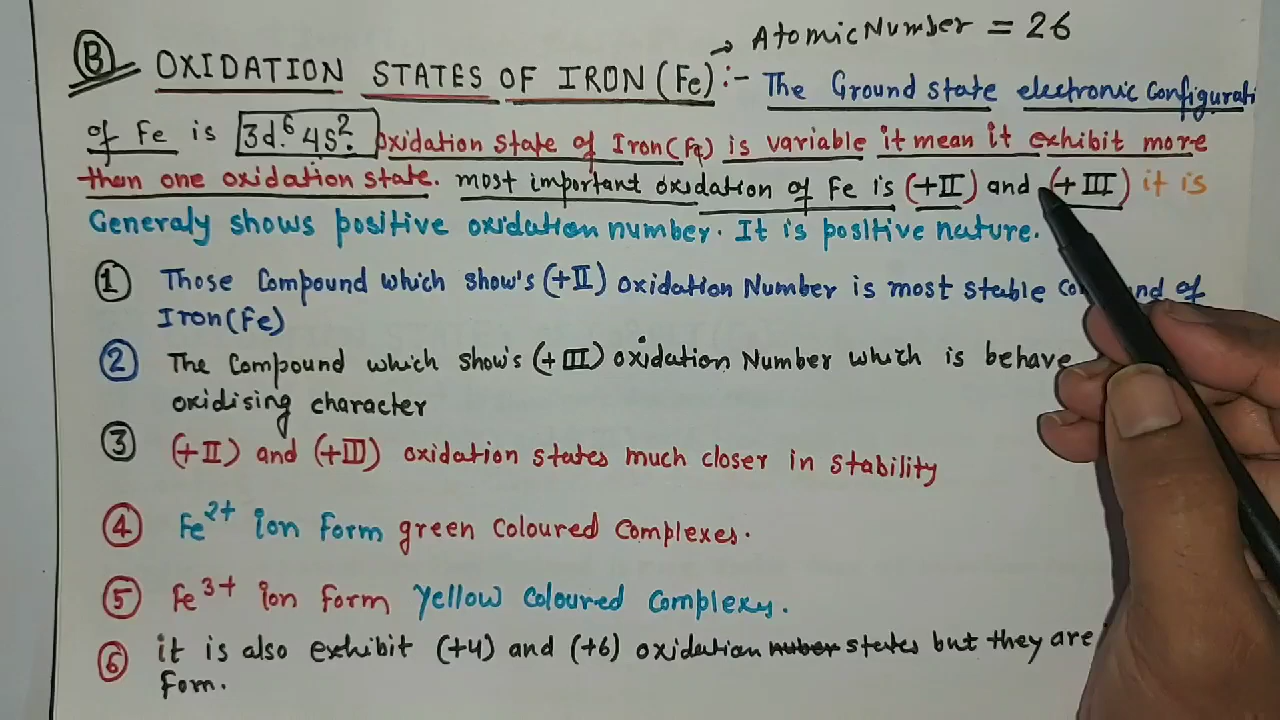 → Atomic Number = 26
(B) OXIDATION STATES OF IRON (Fe) :- The Ground state electronic configurati
of Fe is 3d⁶ 4s². oxidation state of Iron (Fe) is variable it mean it exhibit more
than one oxidation state. most important oxidation of Fe is (+II) and (+III) it is
Generaly shows positive oxidation number. It is positive nature.
① Those Compound which show's (+II) oxidation Number is most stable of
Iron (Fe)
② The Compound which show's (+III) oxidation Number which is behave
oxidising character
③ (+II) and (+III) oxidation states much closer in stability
④ Fe²⁺ ion form green coloured complexes.
⑤ Fe³⁺ ion form yellow coloured complexes.
⑥ it is also exhibit (+4) and (+6) oxidation states but they are
Form.